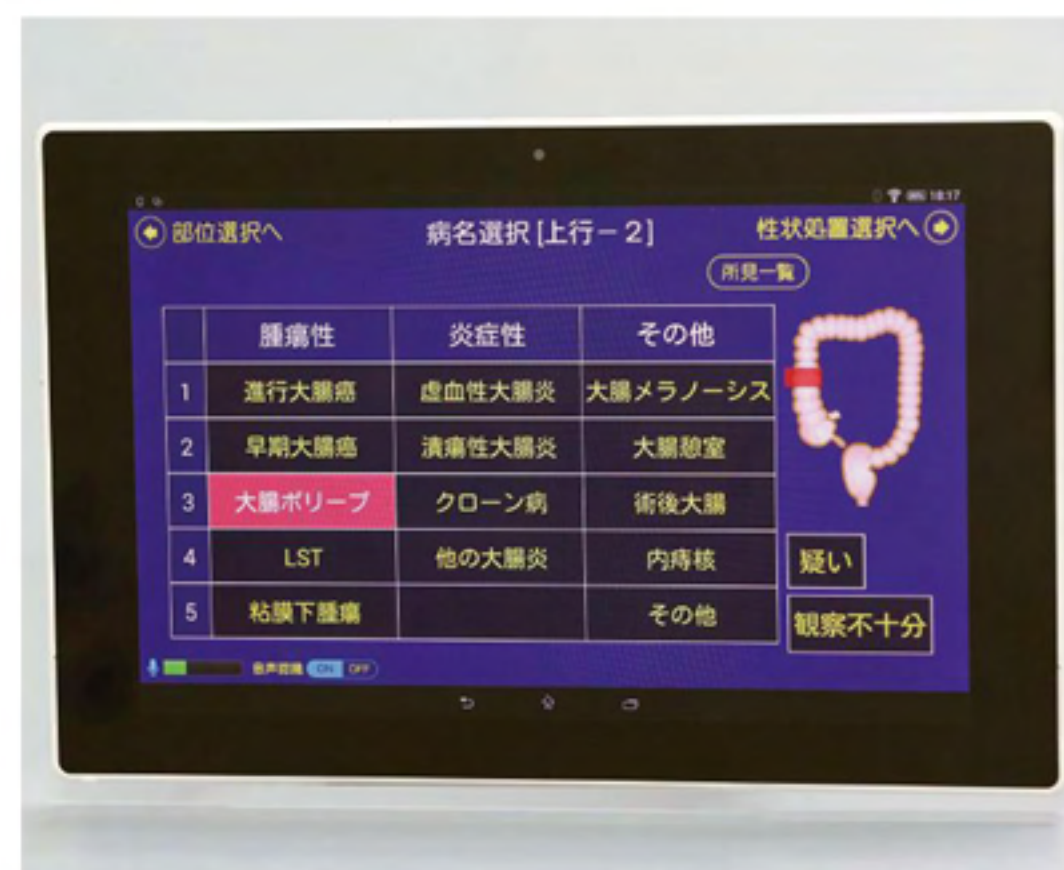 18:17
部位選択へ 病名選択[上行−2] 性状処置選択へ
所見一覧
腫瘍性 炎症性 その他
1 進行大腸癌 虚血性大腸炎 大腸メラノーシス
2 早期大腸癌 潰瘍性大腸炎 大腸憩室
3 大腸ポリープ クローン病 術後大腸
4 LST 他の大腸炎 内痔核
5 粘膜下腫瘍 その他
疑い
観察不十分
音声認識 ON OFF